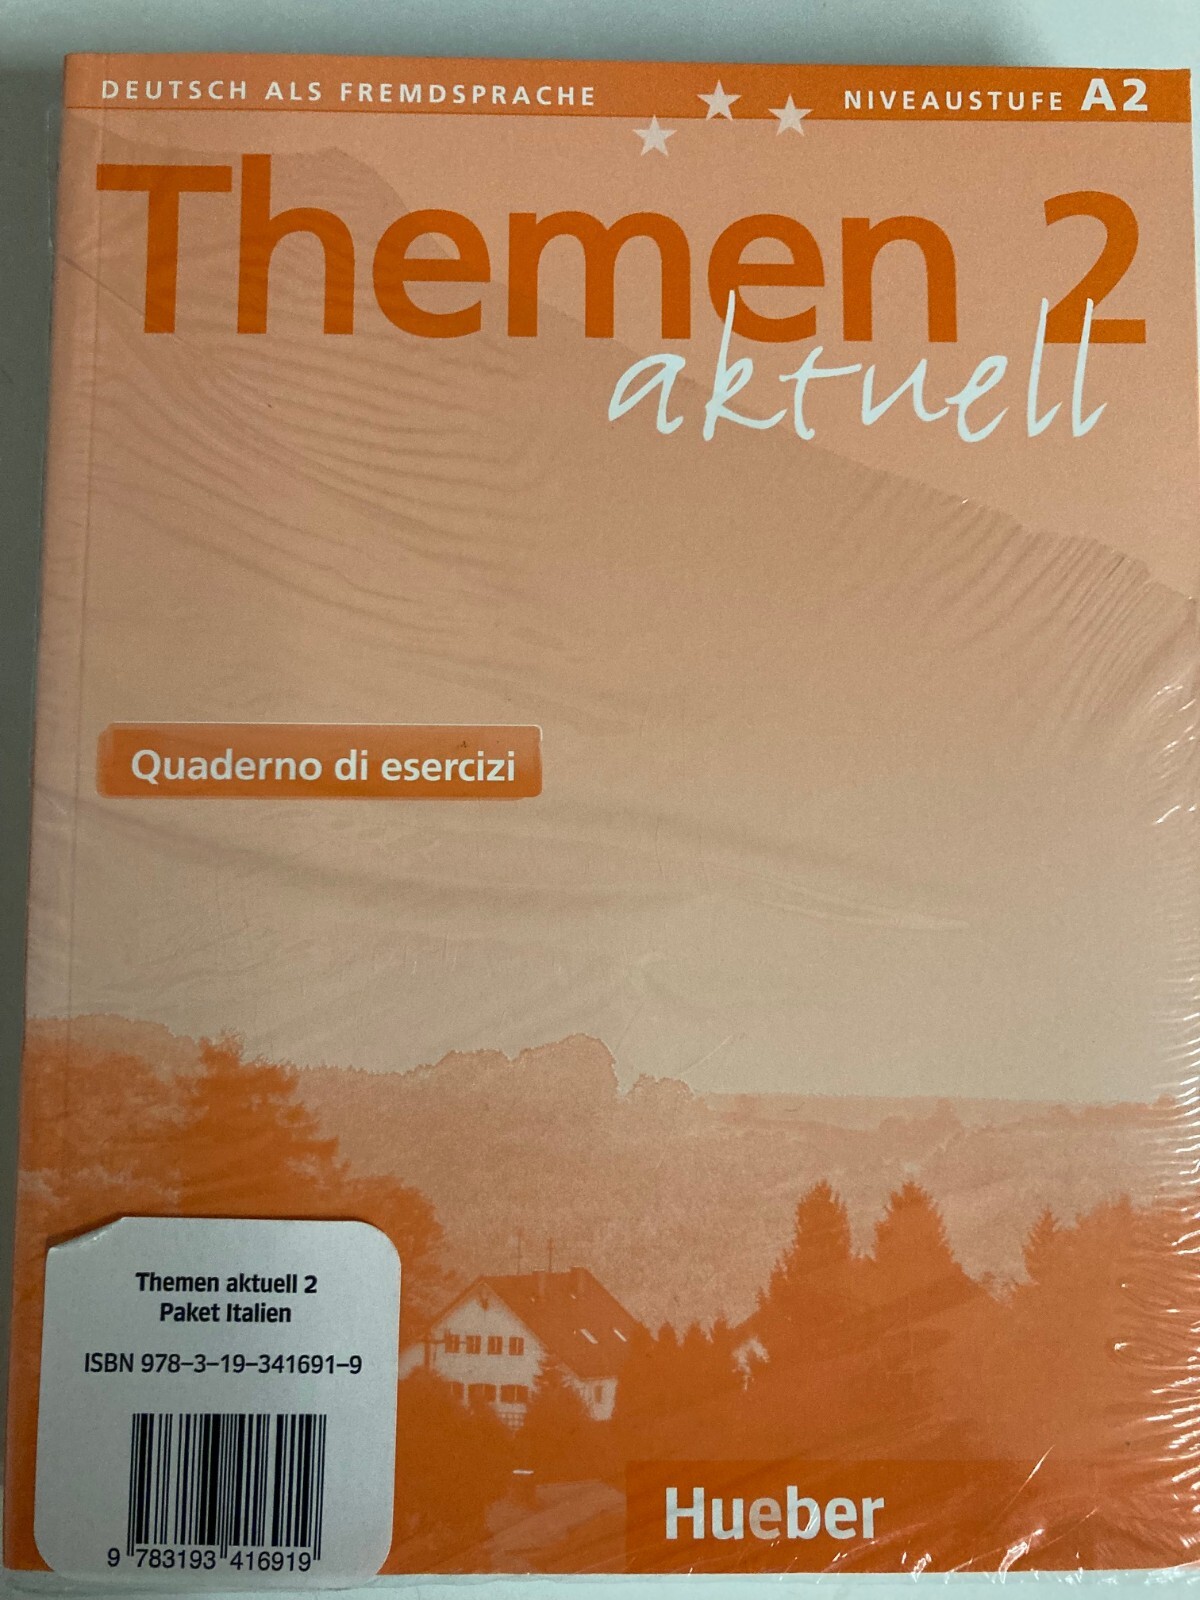 DEUTSCH ALS FREMDSPRACHE
NIVEAUSTUFE A2
Themen 2
aktuell
Quaderno di esercizi
Themen aktuell 2
Paket Italien
ISBN 978–3–19–341691–9
9 783193 416919
Hueber